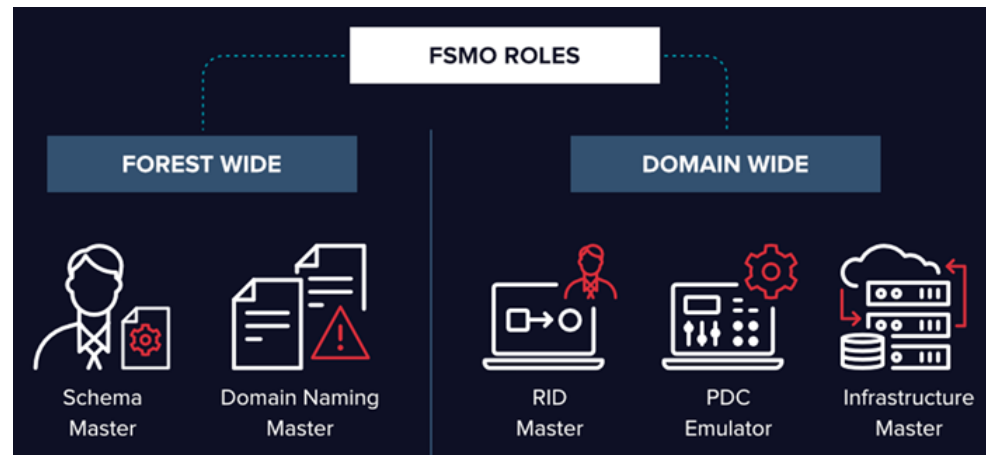 FSMO ROLES
FOREST WIDE
Schema
Master
Domain Naming
Master
DOMAIN WIDE
RID
Master
PDC
Emulator
Infrastructure
Master